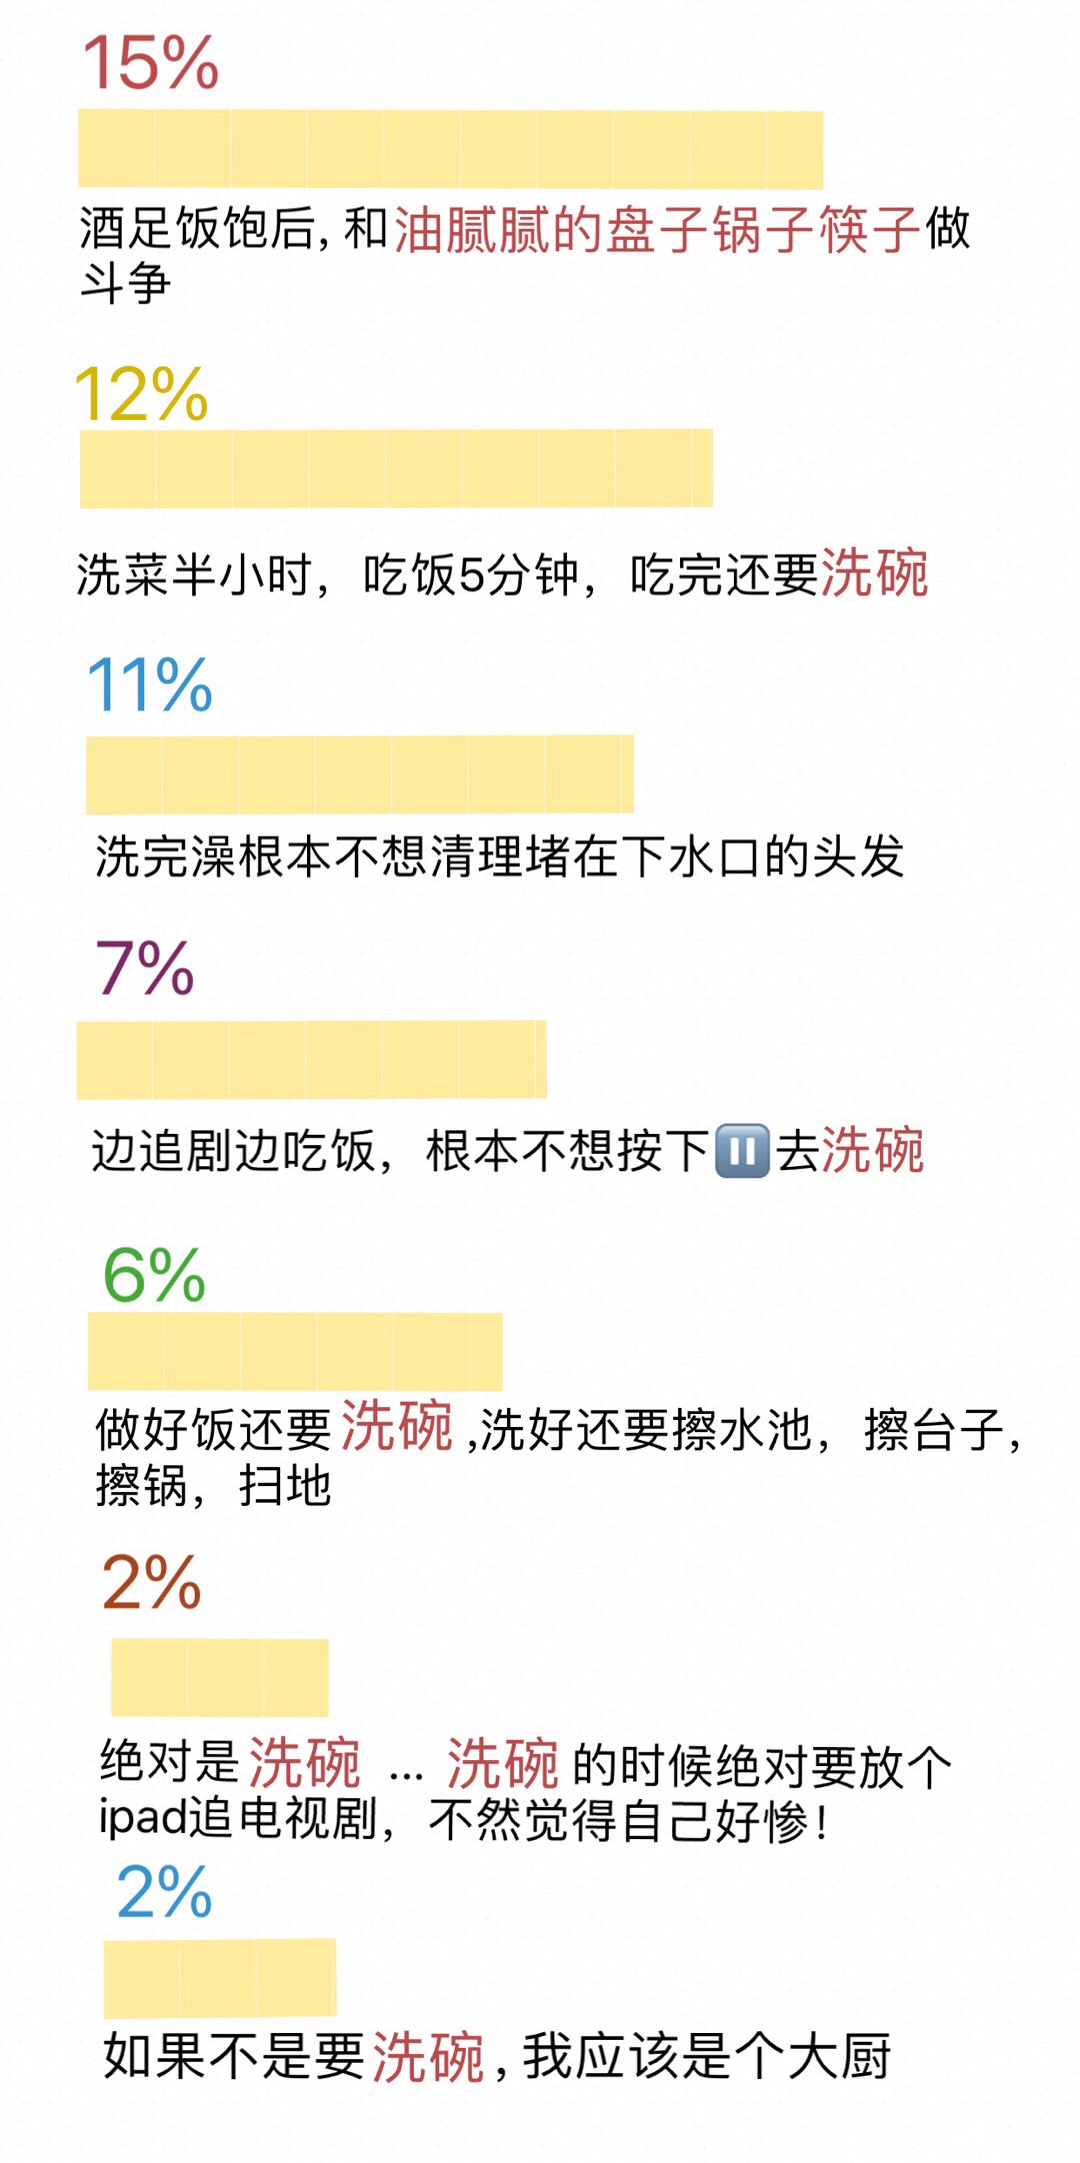 15%
酒足饭饱后, 和油腻腻的盘子锅子筷子做
斗争
12%
洗菜半小时，吃饭5分钟，吃完还要洗碗
11%
洗完澡根本不想清理堵在下水口的头发
7%
边追剧边吃饭，根本不想按下⏸️去洗碗
6%
做好饭还要 洗碗 ,洗好还要擦水池，擦台子，
擦锅，扫地
2%
绝对是 洗碗 ... 洗碗 的时候绝对要放个
ipad追电视剧，不然觉得自己好惨！
2%
如果不是要 洗碗 , 我应该是个大厨